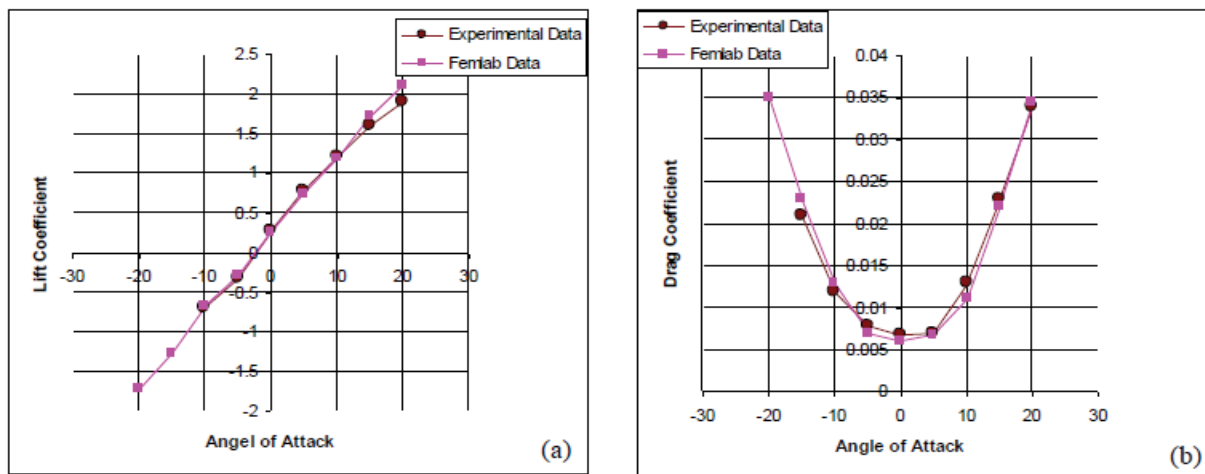 Experimental Data
Femlab Data
2.5
2
1.5
1
0.5
0
-30 -20 -10 0 10 20 30
-0.5
-1
-1.5
-2
Lift Coefficient
Angel of Attack
(a)
Experimental Data
Femlab Data
0.04
0.035
0.03
0.025
0.02
0.015
0.01
0.005
0
-30 -20 -10 0 10 20 30
Drag Coefficient
Angle of Attack
(b)